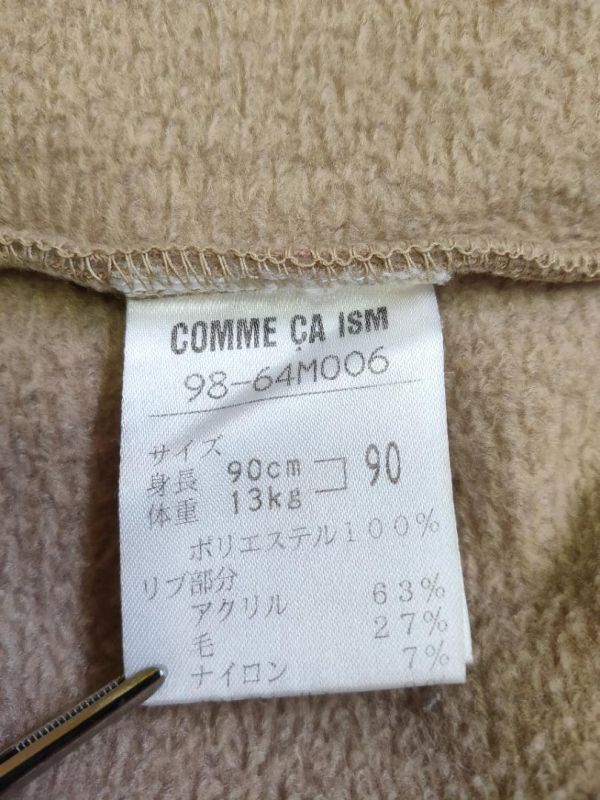 COMME ÇA ISM
98-64M006
サイズ
身長 90cm
体重 13kg
90
ポリエステル100%
リブ部分
アクリル 63%
毛 27%
ナイロン 7%